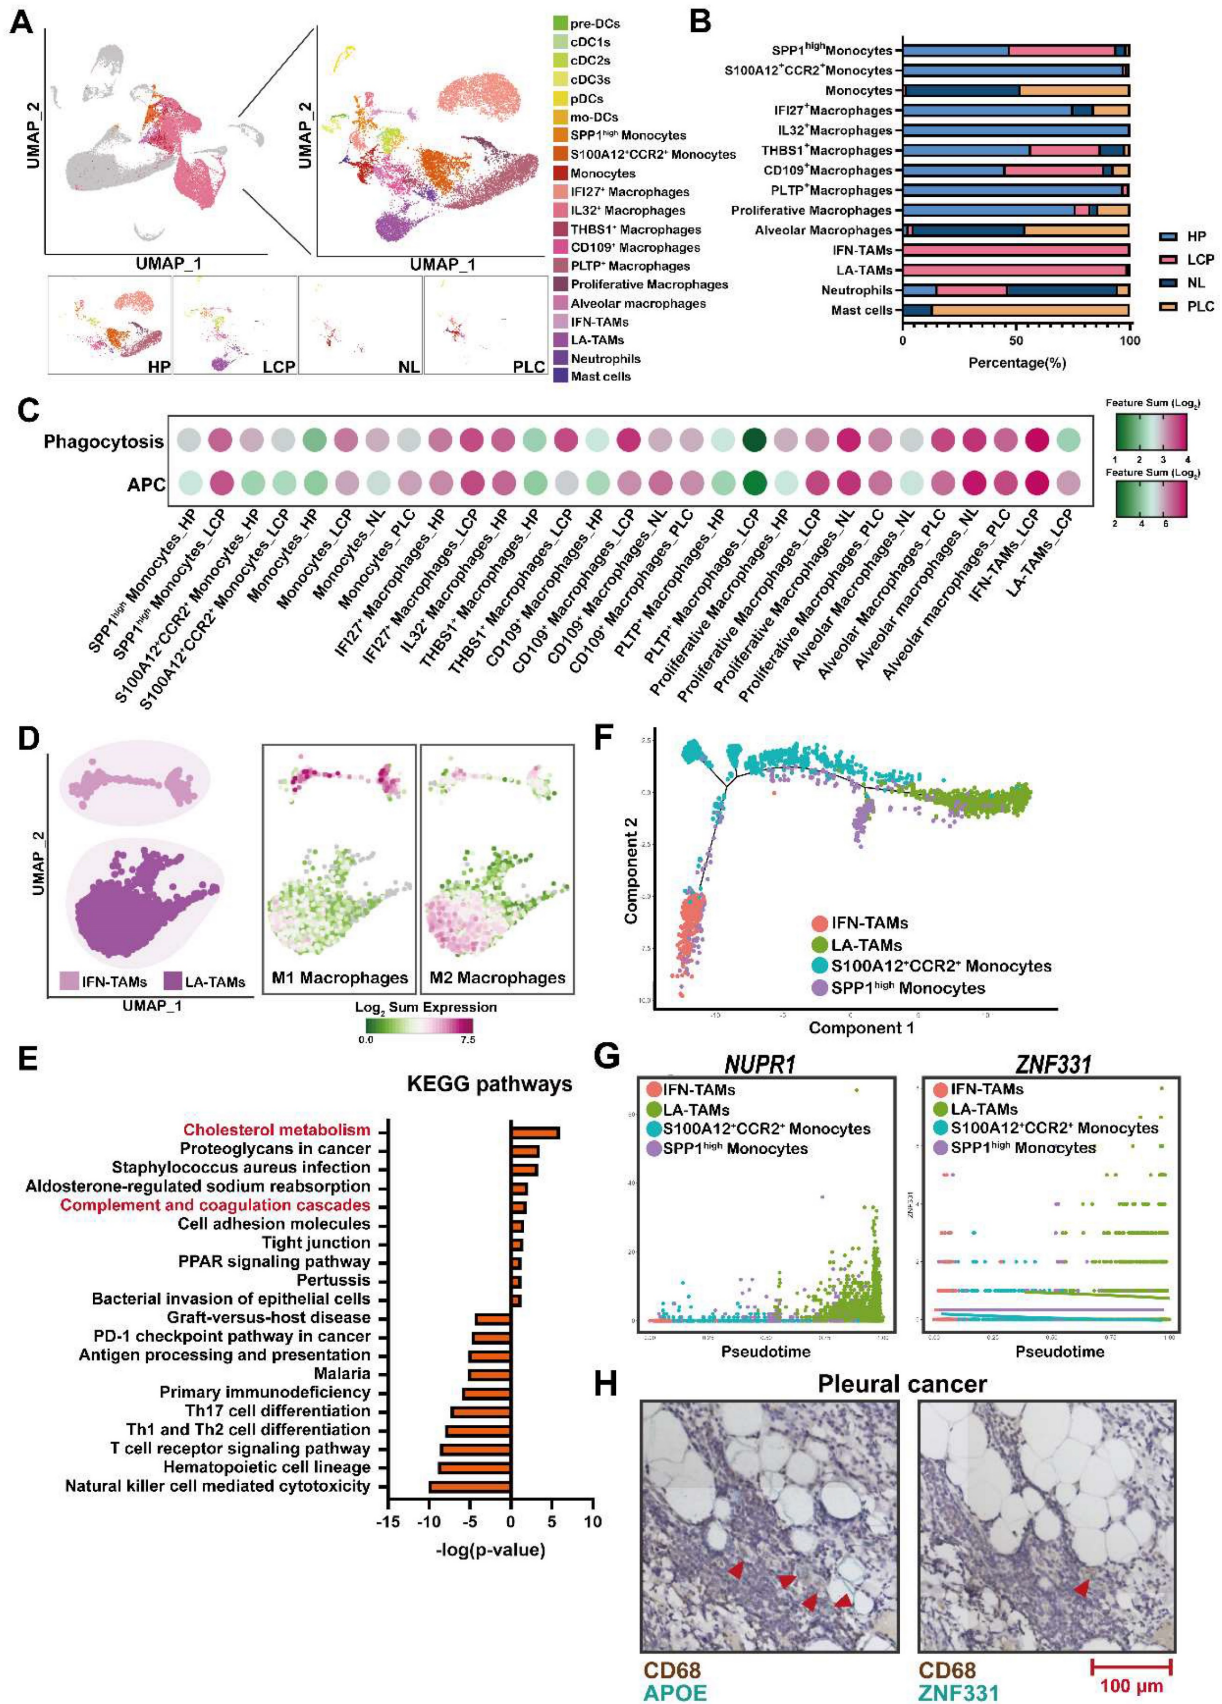 A
UMAP_2
UMAP_1
UMAP_2
UMAP_1
HP
LCP
NL
PLC
pre-DCs
cDC1s
cDC2s
cDC3s
pDCs
mo-DCs
SPP1high Monocytes
S100A12+CCR2+ Monocytes
Monocytes
IFI27+ Macrophages
IL32+ Macrophages
THBS1+ Macrophages
CD109+ Macrophages
PLTP+ Macrophages
Proliferative Macrophages
Alveolar macrophages
IFN-TAMs
LA-TAMs
Neutrophils
Mast cells
B
SPP1highMonocytes
S100A12+CCR2+Monocytes
Monocytes
IFI27+Macrophages
IL32+Macrophages
THBS1+Macrophages
CD109+Macrophages
PLTP+Macrophages
Proliferative Macrophages
Alveolar Macrophages
IFN-TAMs
LA-TAMs
Neutrophils
Mast cells
0 50 100
Percentage(%)
HP
LCP
NL
PLC
C
Phagocytosis
APC
SPP1high Monocytes_HP
SPP1high Monocytes_LCP
S100A12+CCR2+ Monocytes_HP
S100A12+CCR2+ Monocytes_LCP
Monocytes_HP
Monocytes_LCP
Monocytes_NL
Monocytes_PLC
IFI27+ Macrophages_HP
IFI27+ Macrophages_LCP
IL32+ Macrophages_HP
THBS1+ Macrophages_HP
THBS1+ Macrophages_LCP
CD109+ Macrophages_HP
CD109+ Macrophages_LCP
CD109+ Macrophages_NL
CD109+ Macrophages_PLC
PLTP+ Macrophages_HP
PLTP+ Macrophages_LCP
Proliferative Macrophages_HP
Proliferative Macrophages_LCP
Proliferative Macrophages_NL
Proliferative Macrophages_PLC
Alveolar Macrophages_NL
Alveolar Macrophages_PLC
Alveolar macrophages_NL
Alveolar macrophages_PLC
IFN-TAMs_LCP
LA-TAMs_LCP
Feature Sum (Log2)
1 2 3 4
Feature Sum (Log2)
2 4 6
D
UMAP_2
IFN-TAMs
LA-TAMs
UMAP_1
M1 Macrophages
M2 Macrophages
Log2 Sum Expression
0.0 7.5
E
KEGG pathways
Cholesterol metabolism
Proteoglycans in cancer
Staphylococcus aureus infection
Aldosterone-regulated sodium reabsorption
Complement and coagulation cascades
Cell adhesion molecules
Tight junction
PPAR signaling pathway
Pertussis
Bacterial invasion of epithelial cells
Graft-versus-host disease
PD-1 checkpoint pathway in cancer
Antigen processing and presentation
Malaria
Primary immunodeficiency
Th17 cell differentiation
Th1 and Th2 cell differentiation
T cell receptor signaling pathway
Hematopoietic cell lineage
Natural killer cell mediated cytotoxicity
-15 -10 -5 0 5 10
-log(p-value)
F
Component 2
IFN-TAMs
LA-TAMs
S100A12+CCR2+ Monocytes
SPP1high Monocytes
Component 1
G
NUPR1
IFN-TAMs
LA-TAMs
S100A12+CCR2+ Monocytes
SPP1high Monocytes
Pseudotime
ZNF331
IFN-TAMs
LA-TAMs
S100A12+CCR2+ Monocytes
SPP1high Monocytes
ZNF331
Pseudotime
H
Pleural cancer
CD68
APOE
CD68
ZNF331
100 μm